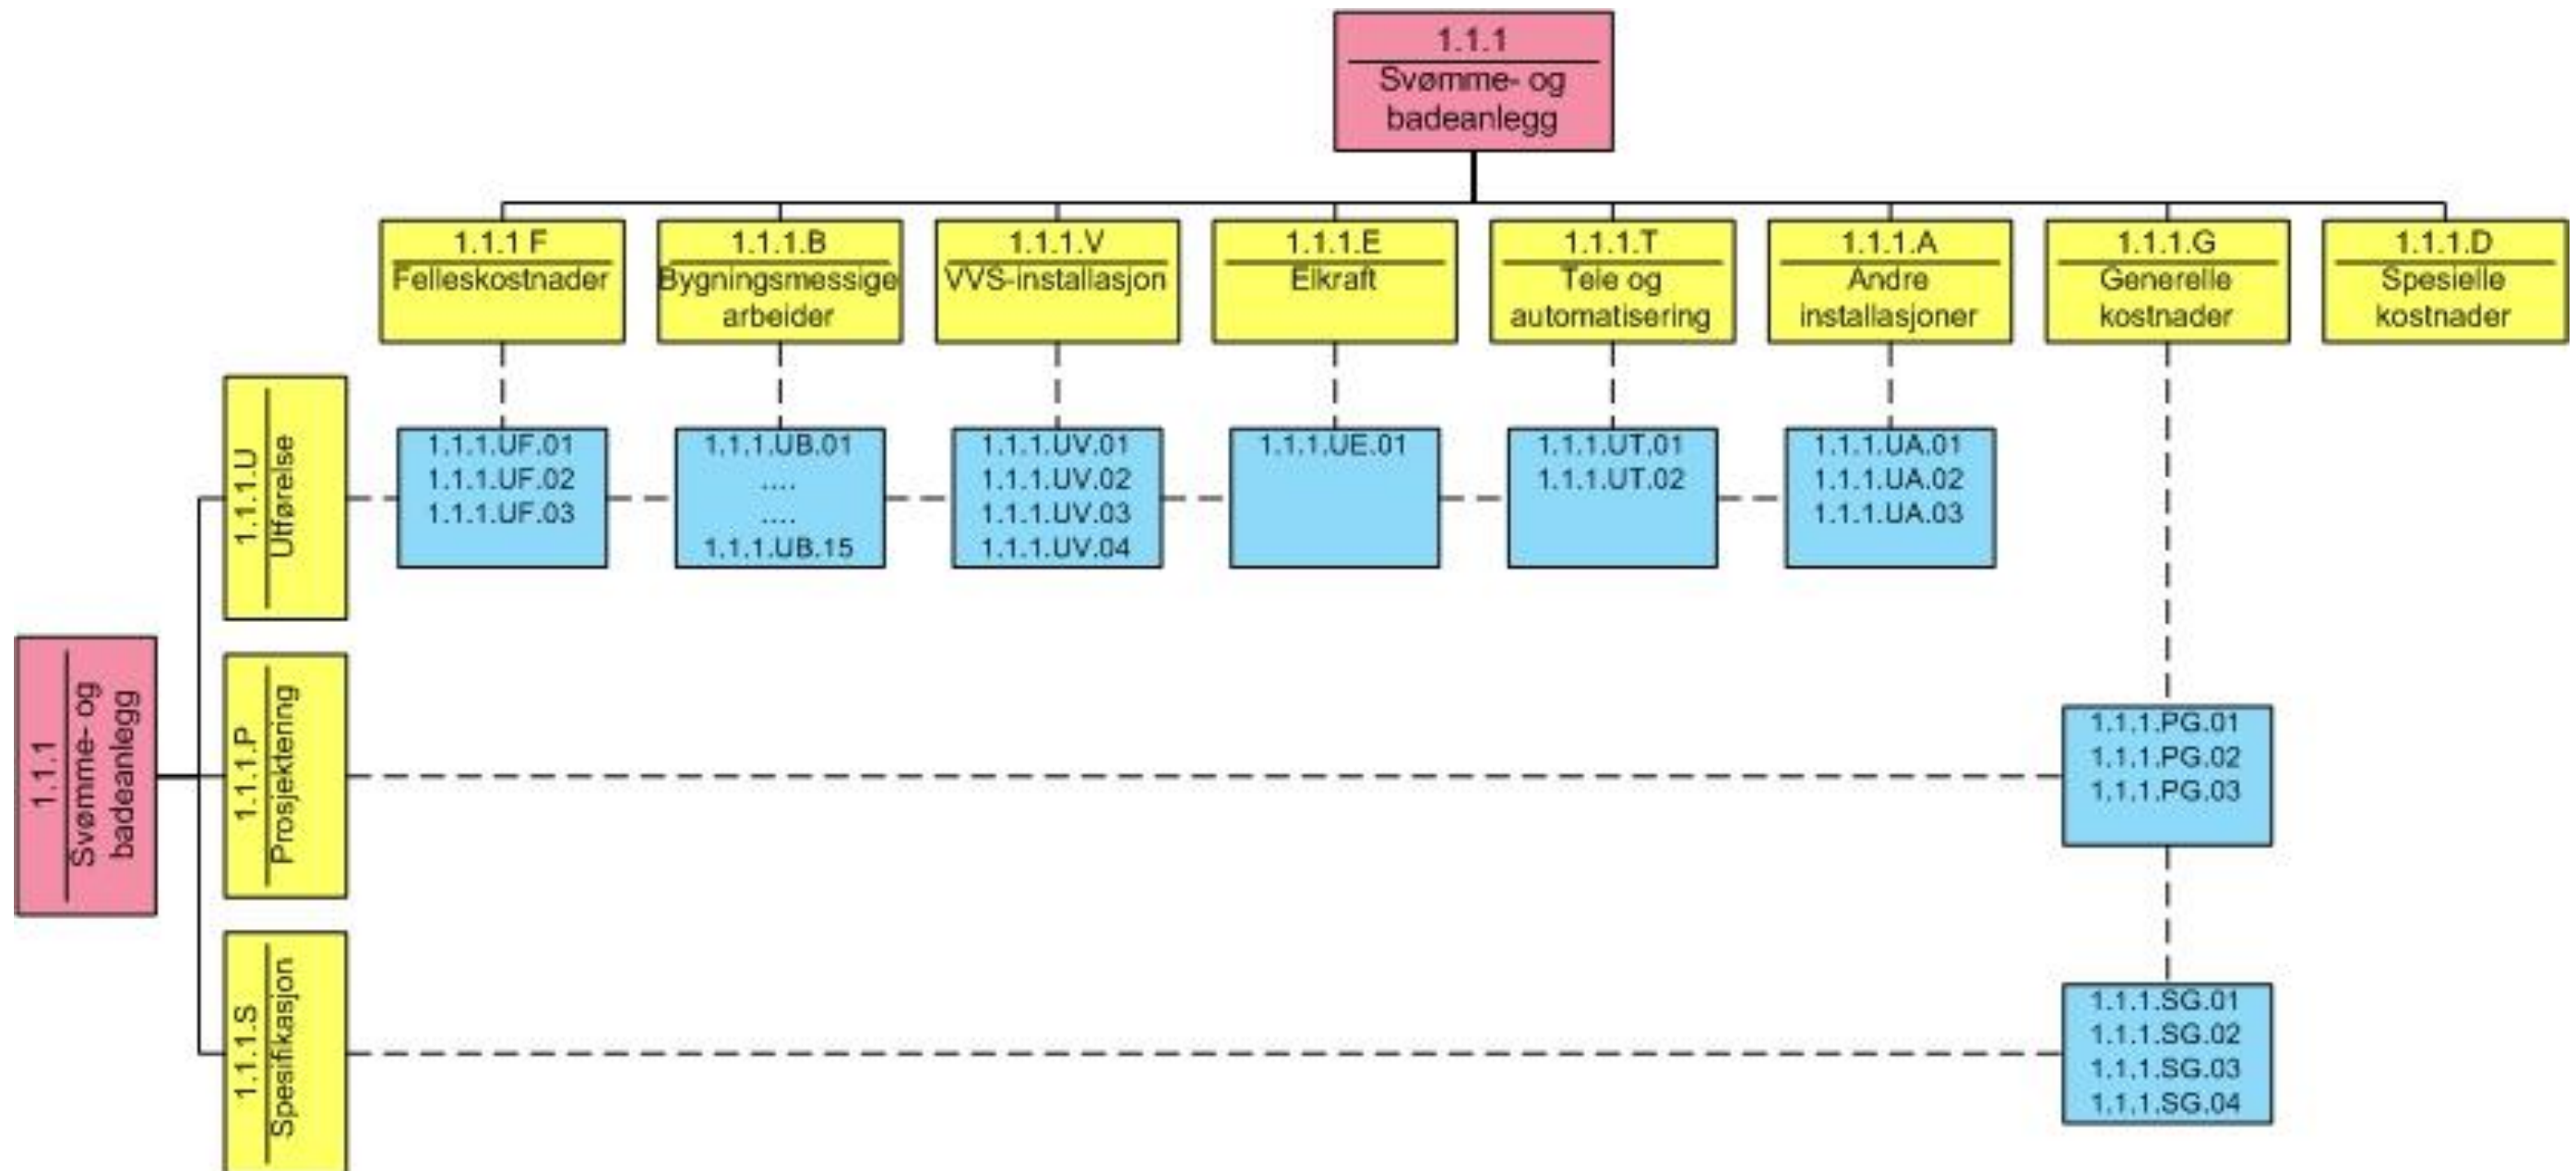 1.1.1
Svømme- og
badeanlegg
1.1.1 F
Felleskostnader
1.1.1.B
Bygningsmessige
arbeider
1.1.1.V
VVS-installasjon
1.1.1.E
Elkraft
1.1.1.T
Tele og
automatisering
1.1.1.A
Andre
installasjoner
1.1.1.G
Generelle
kostnader
1.1.1.D
Spesielle
kostnader
1.1.1.U
Utførelse
1.1.1.UF.01
1.1.1.UF.02
1.1.1.UF.03
1.1.1.UB.01
....
....
1.1.1.UB.15
1.1.1.UV.01
1.1.1.UV.02
1.1.1.UV.03
1.1.1.UV.04
1.1.1.UE.01
1.1.1.UT.01
1.1.1.UT.02
1.1.1.UA.01
1.1.1.UA.02
1.1.1.UA.03
1.1.1
Svømme- og
badeanlegg
1.1.1.P
Prosjektering
1.1.1.PG.01
1.1.1.PG.02
1.1.1.PG.03
1.1.1.S
Spesifikasjon
1.1.1.SG.01
1.1.1.SG.02
1.1.1.SG.03
1.1.1.SG.04